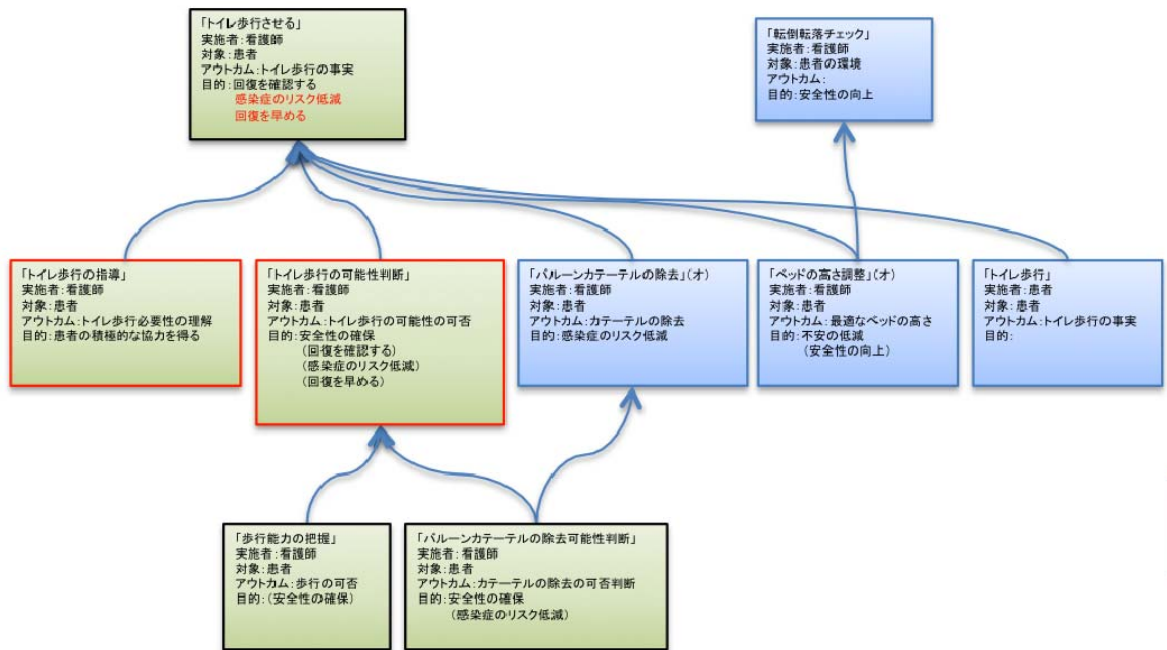 「トイレ歩行させる」
実施者:看護師
対象:患者
アウトカム:トイレ歩行の事実
目的:回復を確認する
感染症のリスク低減
回復を早める
「転倒転落チェック」
実施者:看護師
対象:患者の環境
アウトカム:
目的:安全性の向上
「トイレ歩行の指導」
実施者:看護師
対象:患者
アウトカム:トイレ歩行必要性の理解
目的:患者の積極的な協力を得る
「トイレ歩行の可能性判断」
実施者:看護師
対象:患者
アウトカム:トイレ歩行の可能性の可否
目的:安全性の確保
(回復を確認する)
(感染症のリスク低減)
(回復を早める)
「バルーンカテーテルの除去」(オ)
実施者:看護師
対象:患者
アウトカム:カテーテルの除去
目的:感染症のリスク低減
「ベッドの高さ調整」(オ)
実施者:看護師
対象:患者
アウトカム:最適なベッドの高さ
目的:不安の低減
(安全性の向上)
「トイレ歩行」
実施者:患者
対象:患者
アウトカム:トイレ歩行の事実
目的:
「歩行能力の把握」
実施者:看護師
対象:患者
アウトカム:歩行の可否
目的:(安全性の確保)
「バルーンカテーテルの除去可能性判断」
実施者:看護師
対象:患者
アウトカム:カテーテルの除去の可否判断
目的:安全性の確保
(感染症のリスク低減)